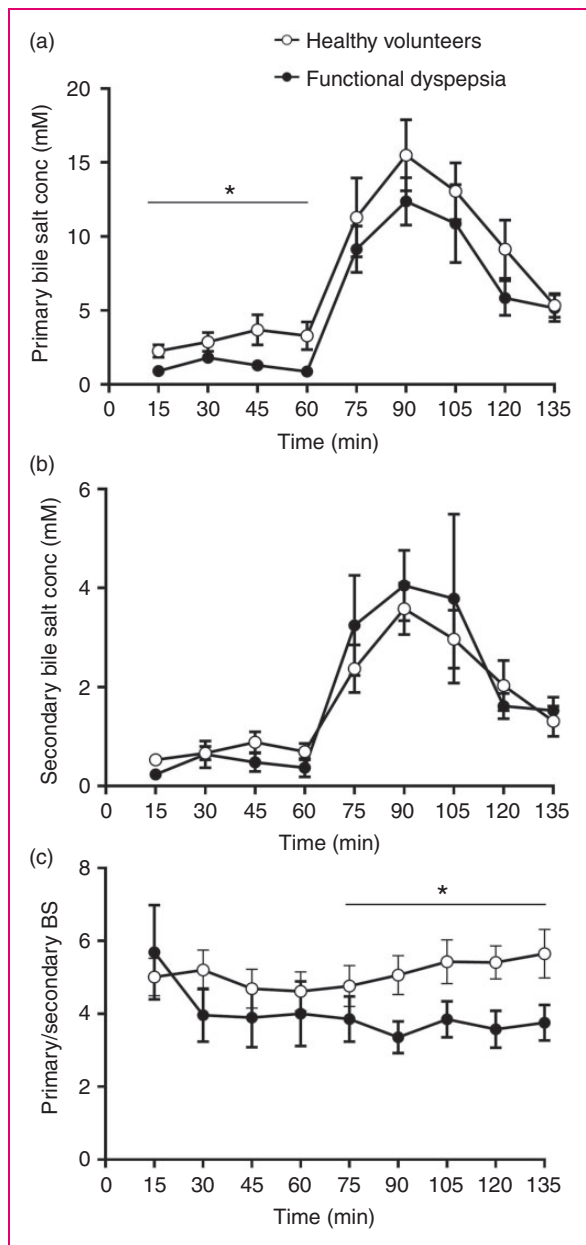 (a)
Healthy volunteers
Functional dyspepsia
Primary bile salt conc (mM)
20
15
10
5
0
*
0 15 30 45 60 75 90 105 120 135
Time (min)
(b)
Secondary bile salt conc (mM)
6
4
2
0
0 15 30 45 60 75 90 105 120 135
Time (min)
(c)
Primary/secondary BS
8
6
4
2
0
*
0 15 30 45 60 75 90 105 120 135
Time (min)